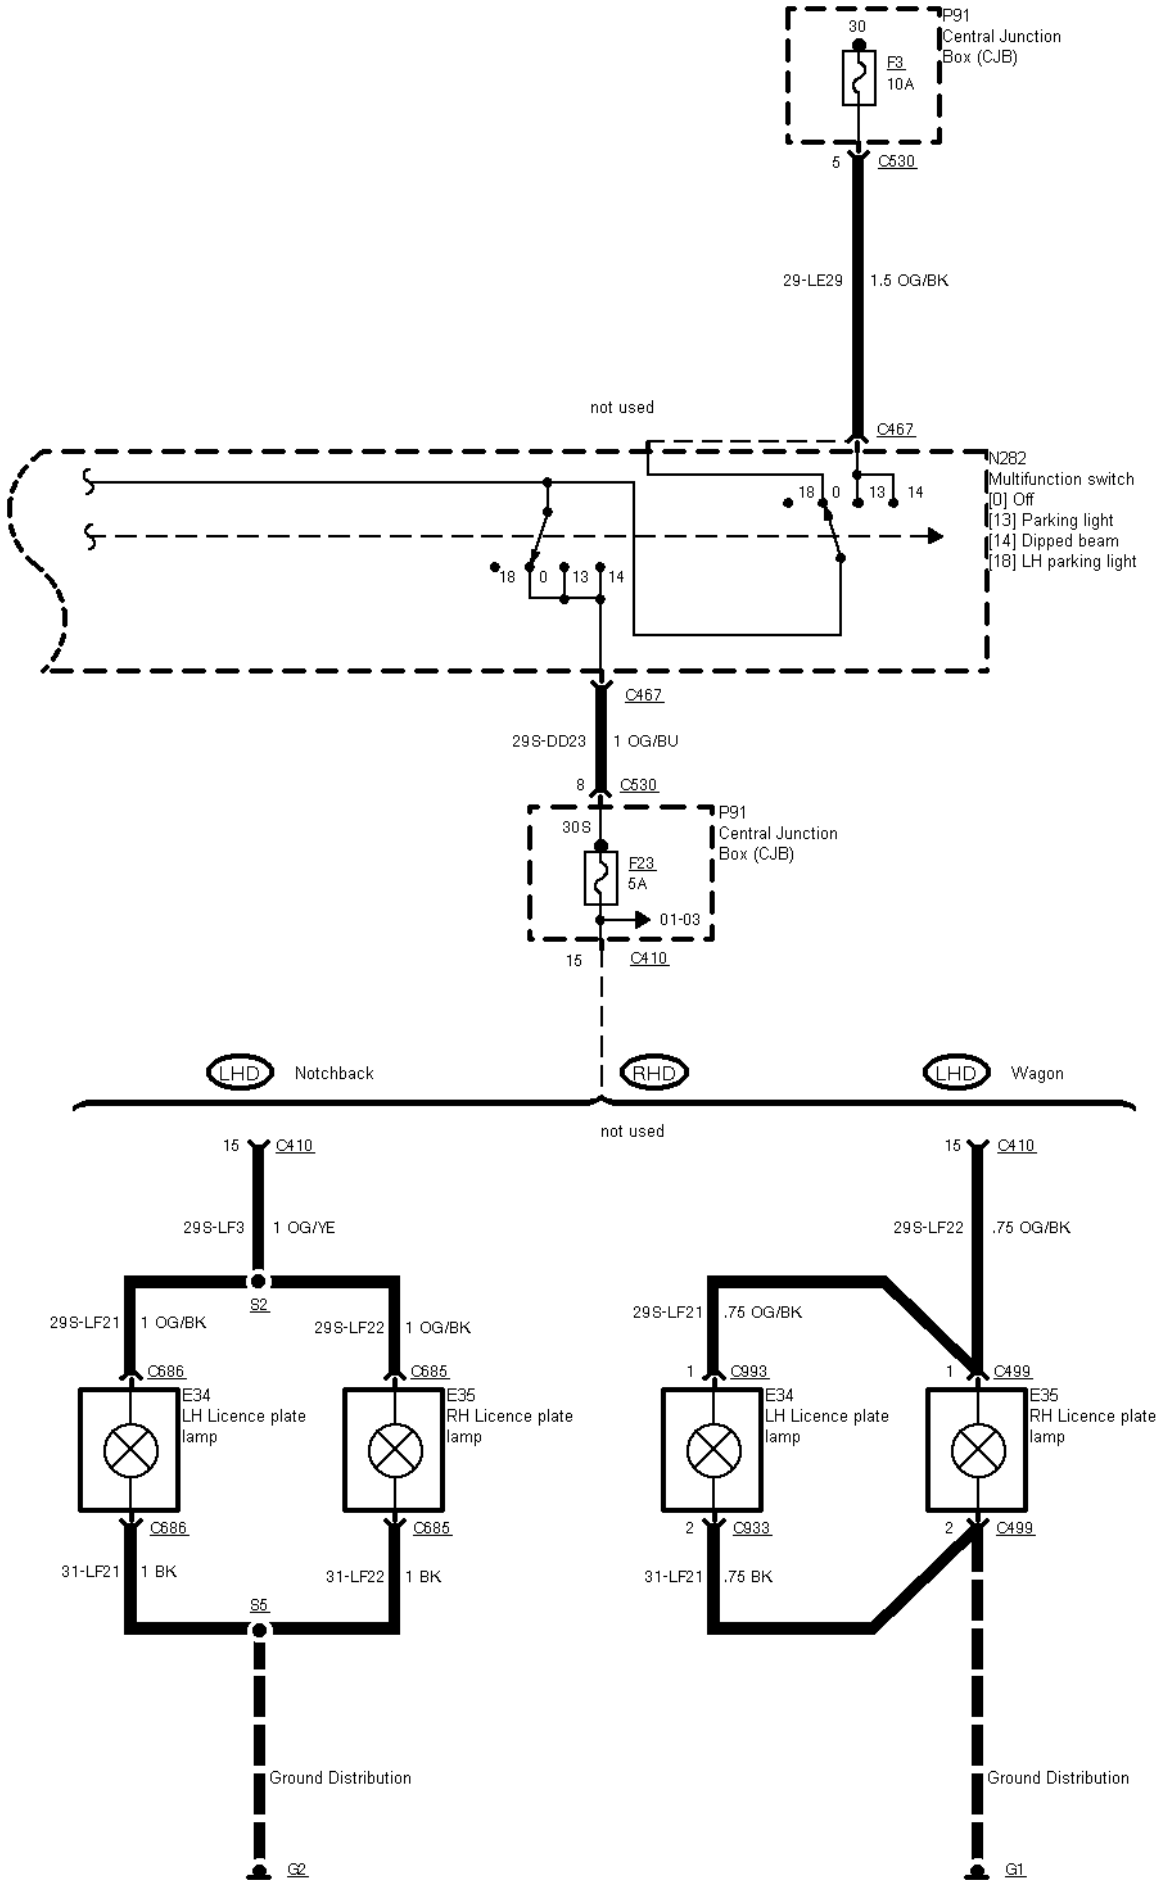 P91
30
Central Junction
Box (CJB)
F3
10A
5
C530
29-LE29
1.5 OG/BK
not used
C467
N282
Multifunction switch
[0] Off
[13] Parking light
[14] Dipped beam
[18] LH parking light
18
0
13
14
18
0
13
14
C467
29S-DD23
1 OG/BU
8
C530
P91
Central Junction
Box (CJB)
30S
F23
5A
01-03
15
C410
LHD
Notchback
RHD
LHD
Wagon
not used
15
C410
15
C410
29S-LF3
1 OG/YE
29S-LF22
.75 OG/BK
S2
29S-LF21
1 OG/BK
29S-LF22
1 OG/BK
29S-LF21
.75 OG/BK
C686
C685
1
C993
1
C499
E34
LH Licence plate
lamp
E35
RH Licence plate
lamp
E34
LH Licence plate
lamp
E35
RH Licence plate
lamp
C686
C685
2
C933
2
C499
31-LF21
1 BK
31-LF22
1 BK
31-LF21
.75 BK
S5
Ground Distribution
Ground Distribution
G2
G1